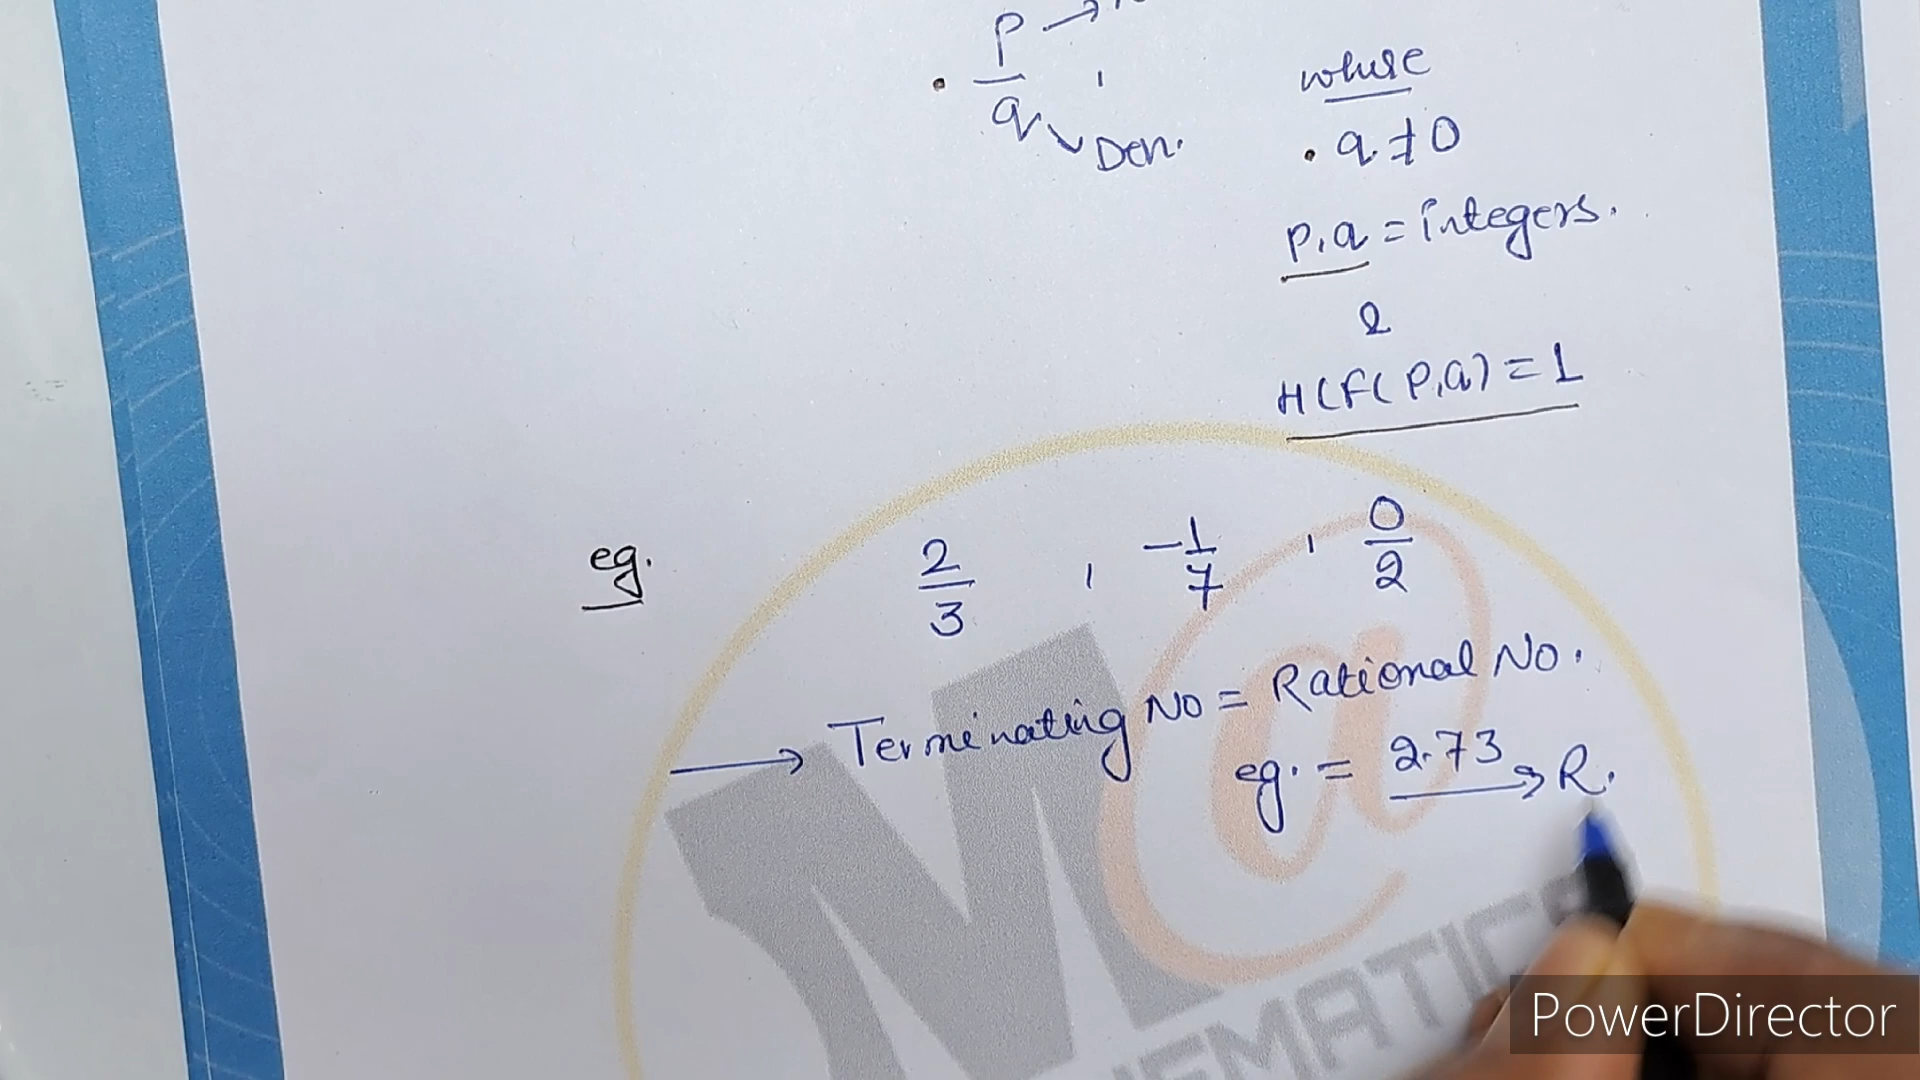 P →
q Den.
where
• q ≠ 0
p,q = integers.
&
HCF(P,q) = 1
eg. 2/3 , -1/7 , 0/2
→ Terminating No = Rational No.
eg. = 2.73 → R.
PowerDirector